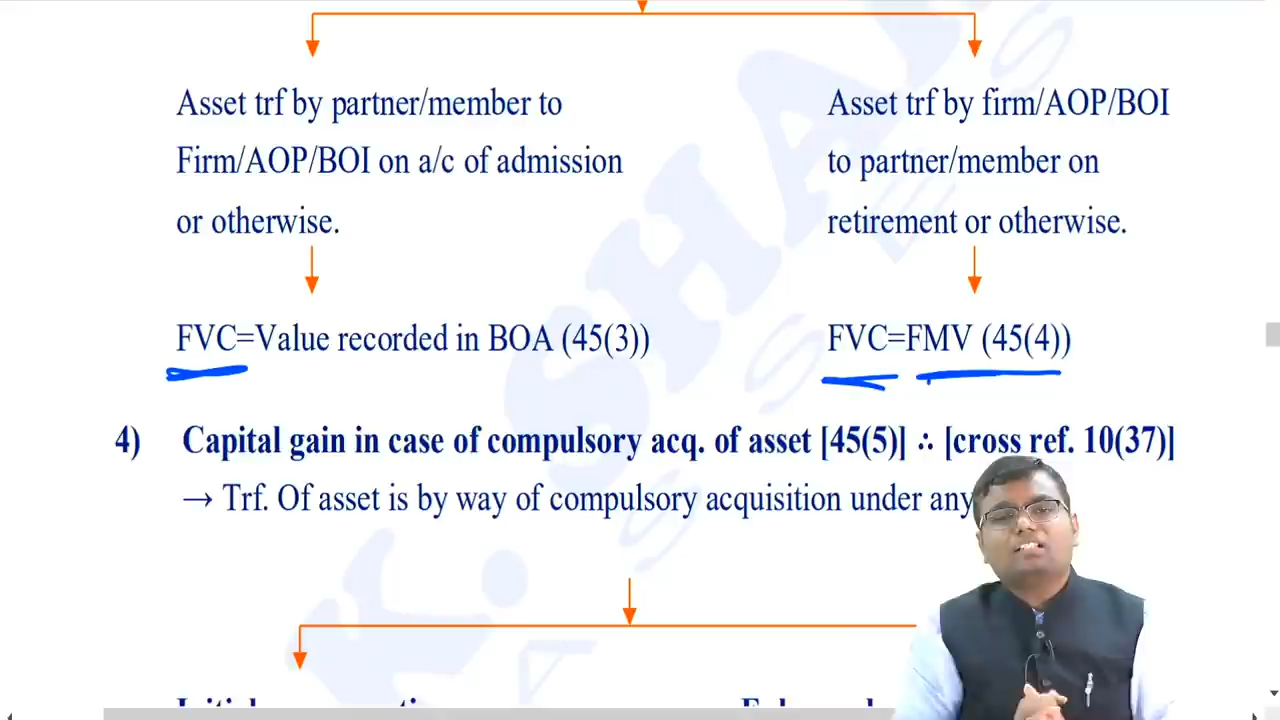 Asset trf by partner/member to
Firm/AOP/BOI on a/c of admission
or otherwise.
FVC=Value recorded in BOA (45(3))
Asset trf by firm/AOP/BOI
to partner/member on
retirement or otherwise.
FVC=FMV (45(4))
4) Capital gain in case of compulsory acq. of asset [45(5)] ∴ [cross ref. 10(37)]
→ Trf. Of asset is by way of compulsory acquisition under any